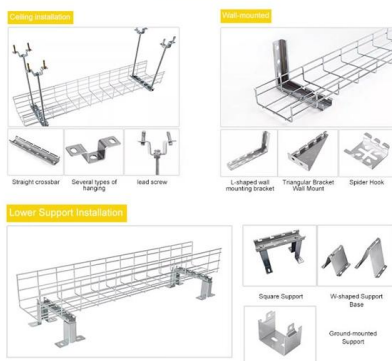 Ceiling Installation
Wall-mounted
Straight crossbar
Several types of
hanging
lead screw
L-shaped wall
mounting bracket
Triangular Bracket
Wall Mount
Spider Hook
Lower Support Installation
Square Support
W-shaped Support
Base
Ground-mounted
Support